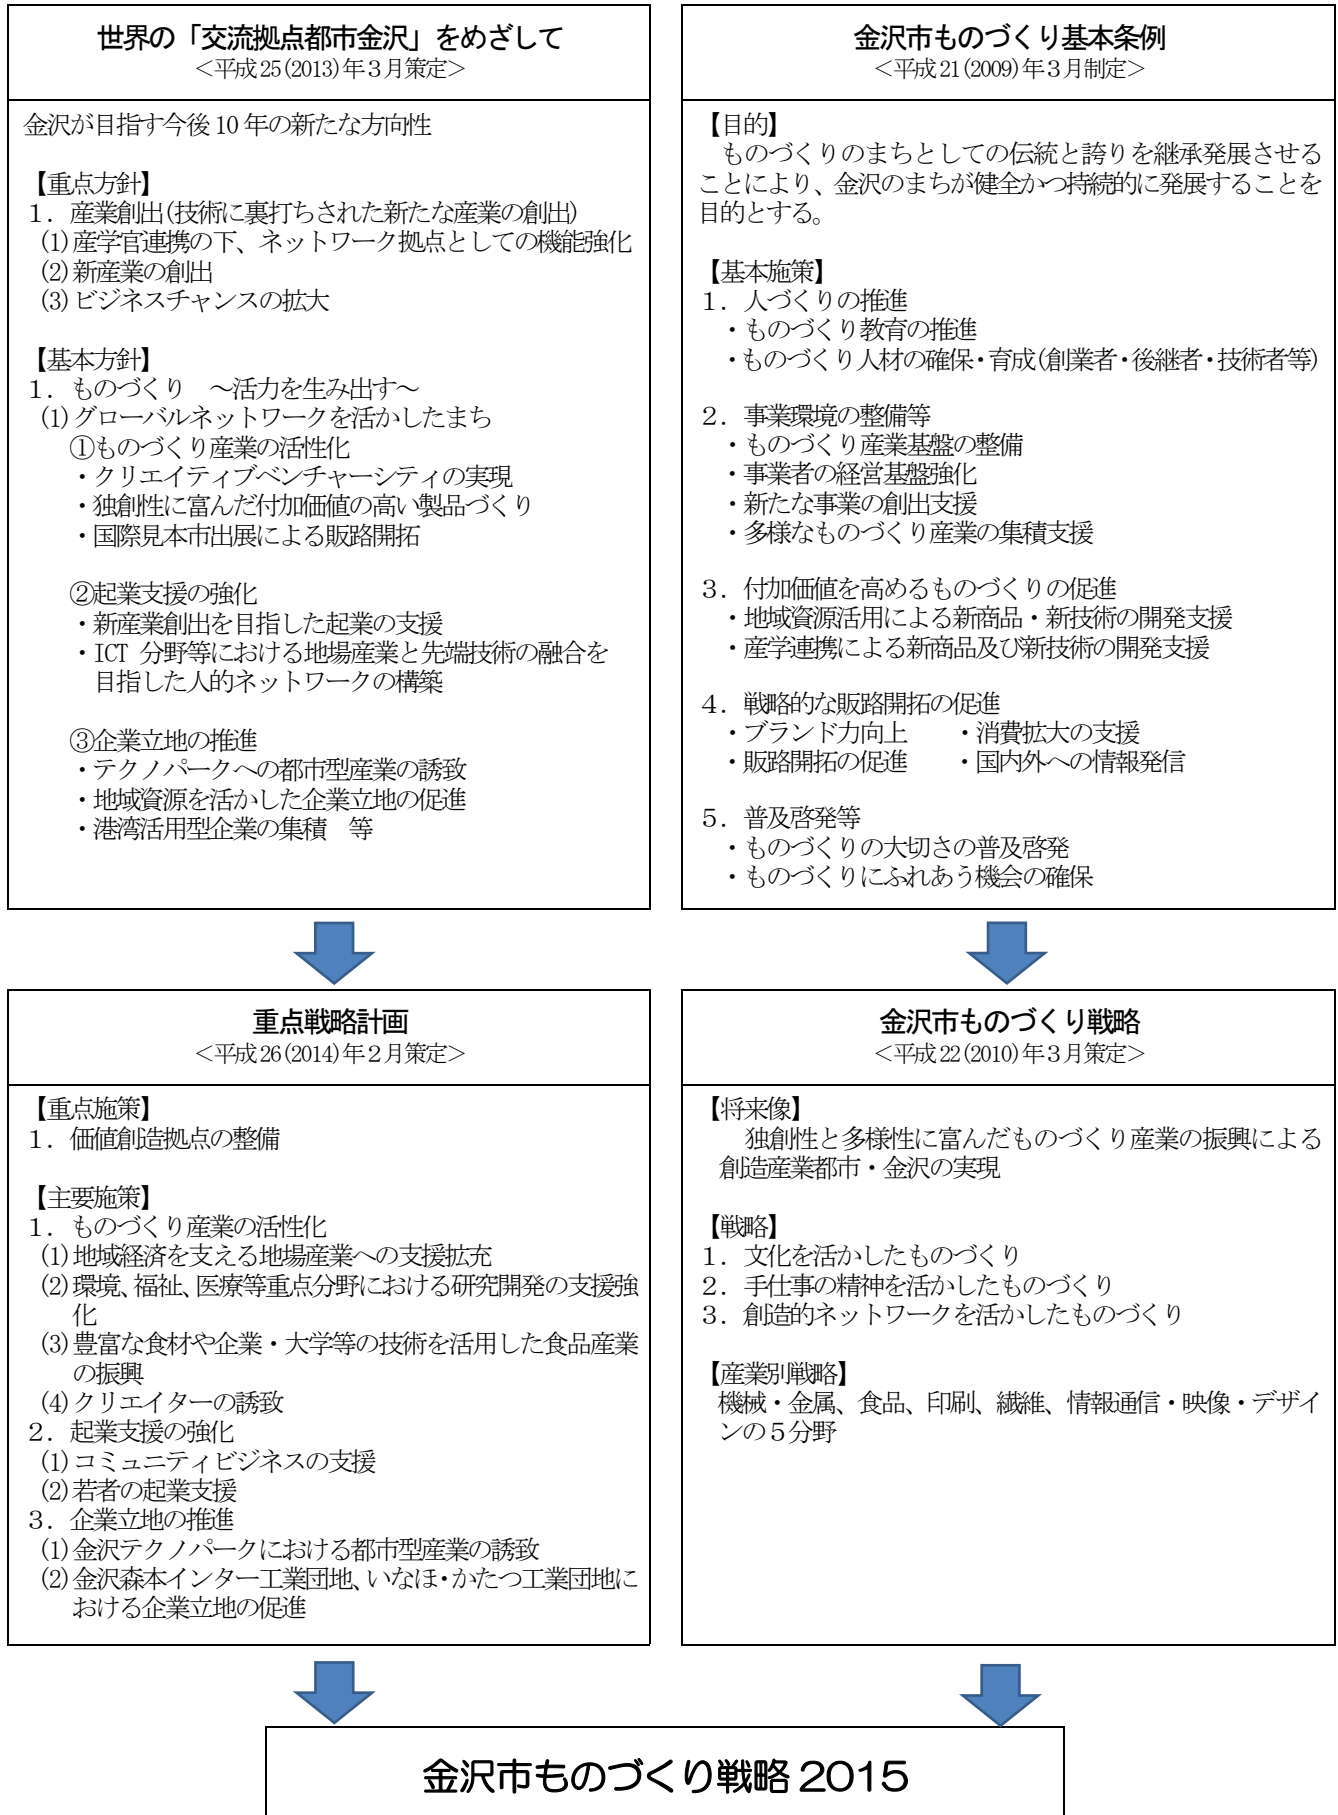 世界の「交流拠点都市金沢」をめざして
＜平成25(2013)年３月策定＞
金沢が目指す今後10年の新たな方向性
【重点方針】
１．産業創出(技術に裏打ちされた新たな産業の創出)
(1)産学官連携の下、ネットワーク拠点としての機能強化
(2)新産業の創出
(3)ビジネスチャンスの拡大
【基本方針】
１．ものづくり　～活力を生み出す～
(1)グローバルネットワークを活かしたまち
①ものづくり産業の活性化
・クリエイティブベンチャーシティの実現
・独創性に富んだ付加価値の高い製品づくり
・国際見本市出展による販路開拓
②起業支援の強化
・新産業創出を目指した起業の支援
・ICT 分野等における地場産業と先端技術の融合を
目指した人的ネットワークの構築
③企業立地の推進
・テクノパークへの都市型産業の誘致
・地域資源を活かした企業立地の促進
・港湾活用型企業の集積　等
金沢市ものづくり基本条例
＜平成21(2009)年３月制定＞
【目的】
ものづくりのまちとしての伝統と誇りを継承発展させる
ことにより、金沢のまちが健全かつ持続的に発展することを
目的とする。
【基本施策】
１．人づくりの推進
・ものづくり教育の推進
・ものづくり人材の確保・育成(創業者・後継者・技術者等)
２．事業環境の整備等
・ものづくり産業基盤の整備
・事業者の経営基盤強化
・新たな事業の創出支援
・多様なものづくり産業の集積支援
３．付加価値を高めるものづくりの促進
・地域資源活用による新商品・新技術の開発支援
・産学連携による新商品及び新技術の開発支援
４．戦略的な販路開拓の促進
・ブランド力向上　　・消費拡大の支援
・販路開拓の促進　　・国内外への情報発信
５．普及啓発等
・ものづくりの大切さの普及啓発
・ものづくりにふれあう機会の確保
重点戦略計画
＜平成26(2014)年２月策定＞
【重点施策】
１．価値創造拠点の整備
【主要施策】
１．ものづくり産業の活性化
(1)地域経済を支える地場産業への支援拡充
(2)環境、福祉、医療等重点分野における研究開発の支援強
化
(3)豊富な食材や企業・大学等の技術を活用した食品産業
の振興
(4)クリエイターの誘致
２．起業支援の強化
(1)コミュニティビジネスの支援
(2)若者の起業支援
３．企業立地の推進
(1)金沢テクノパークにおける都市型産業の誘致
(2)金沢森本インター工業団地、いなほ・かたつ工業団地に
おける企業立地の促進
金沢市ものづくり戦略
＜平成22(2010)年３月策定＞
【将来像】
独創性と多様性に富んだものづくり産業の振興による
創造産業都市・金沢の実現
【戦略】
１．文化を活かしたものづくり
２．手仕事の精神を活かしたものづくり
３．創造的ネットワークを活かしたものづくり
【産業別戦略】
機械・金属、食品、印刷、繊維、情報通信・映像・デザイ
ンの５分野
金沢市ものづくり戦略2015